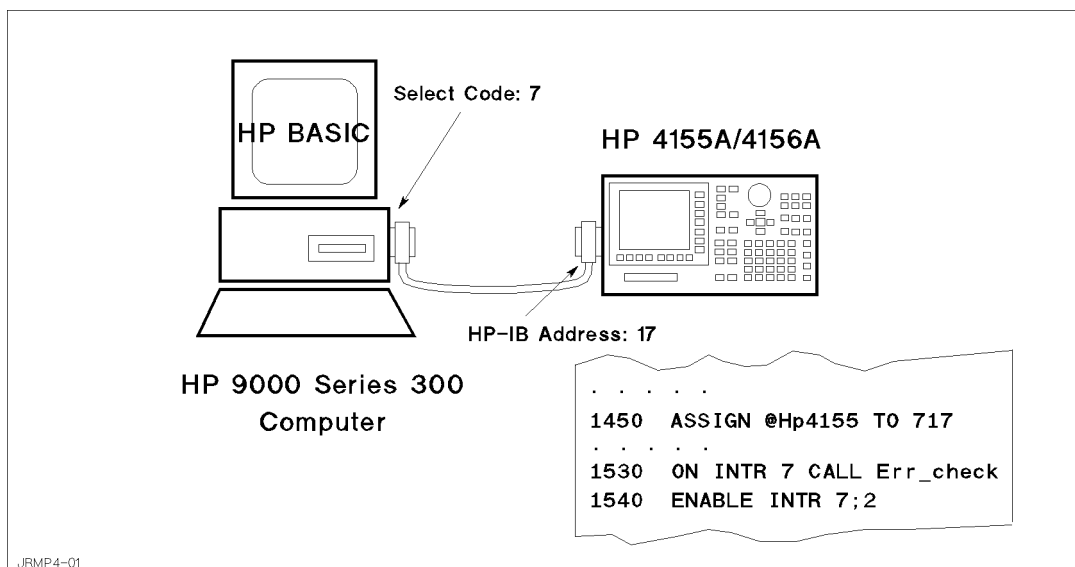 Select Code: 7
HP BASIC
HP 4155A/4156A
HP-IB Address: 17
HP 9000 Series 300
Computer
. . . . .
1450 ASSIGN @Hp4155 TO 717
. . . . .
1530 ON INTR 7 CALL Err_check
1540 ENABLE INTR 7;2
JRMP4-01